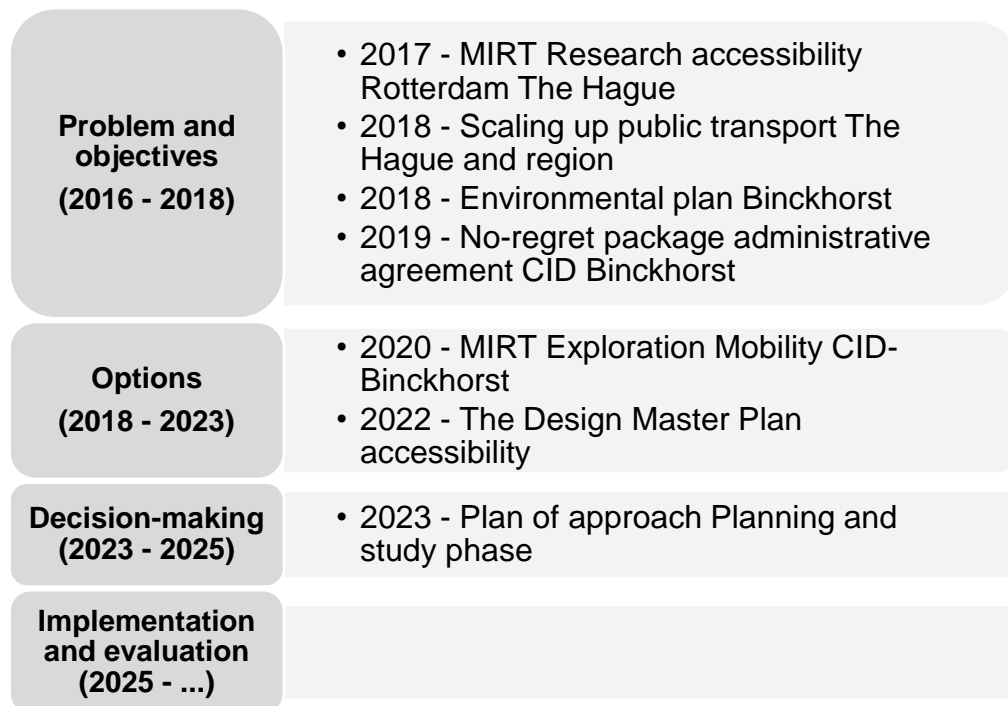 Problem and
objectives
(2016 - 2018)
• 2017 - MIRT Research accessibility
Rotterdam The Hague
• 2018 - Scaling up public transport The
Hague and region
• 2018 - Environmental plan Binckhorst
• 2019 - No-regret package administrative
agreement CID Binckhorst
Options
(2018 - 2023)
• 2020 - MIRT Exploration Mobility CID-
Binckhorst
• 2022 - The Design Master Plan
accessibility
Decision-making
(2023 - 2025)
• 2023 - Plan of approach Planning and
study phase
Implementation
and evaluation
(2025 - ...)